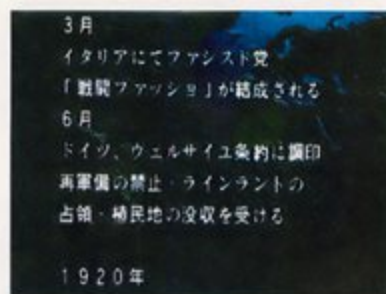 3月
イタリアにてファシスト党
「戦闘ファッショ」が結成される
6月
ドイツ、ウェルサイユ条約に調印
再軍備の禁止・ラインラントの
占領・植民地の没収を受ける
1920年